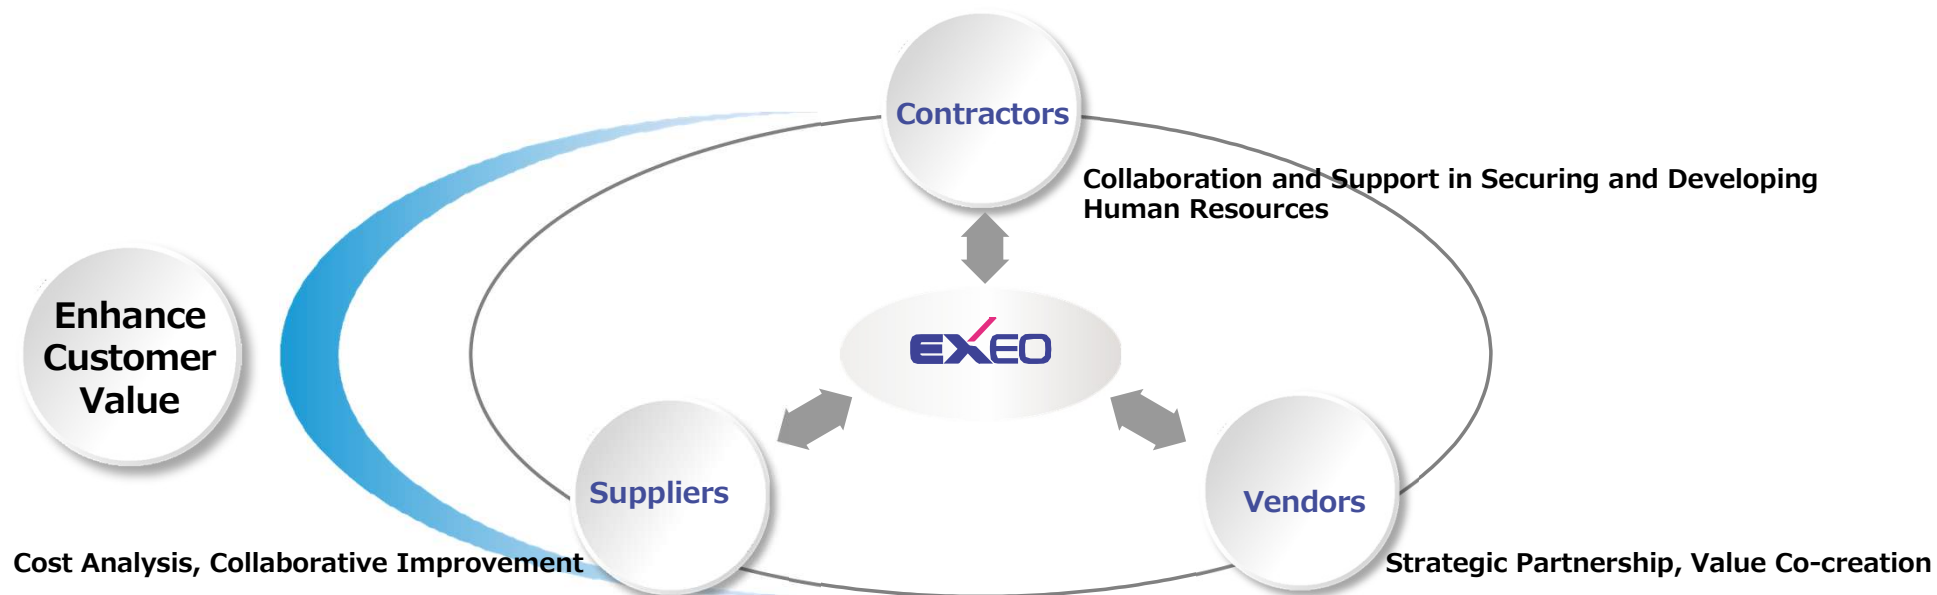 Contractors
Collaboration and Support in Securing and Developing
Human Resources
Enhance
Customer
Value
EXEO
Suppliers
Vendors
Cost Analysis, Collaborative Improvement
Strategic Partnership, Value Co-creation